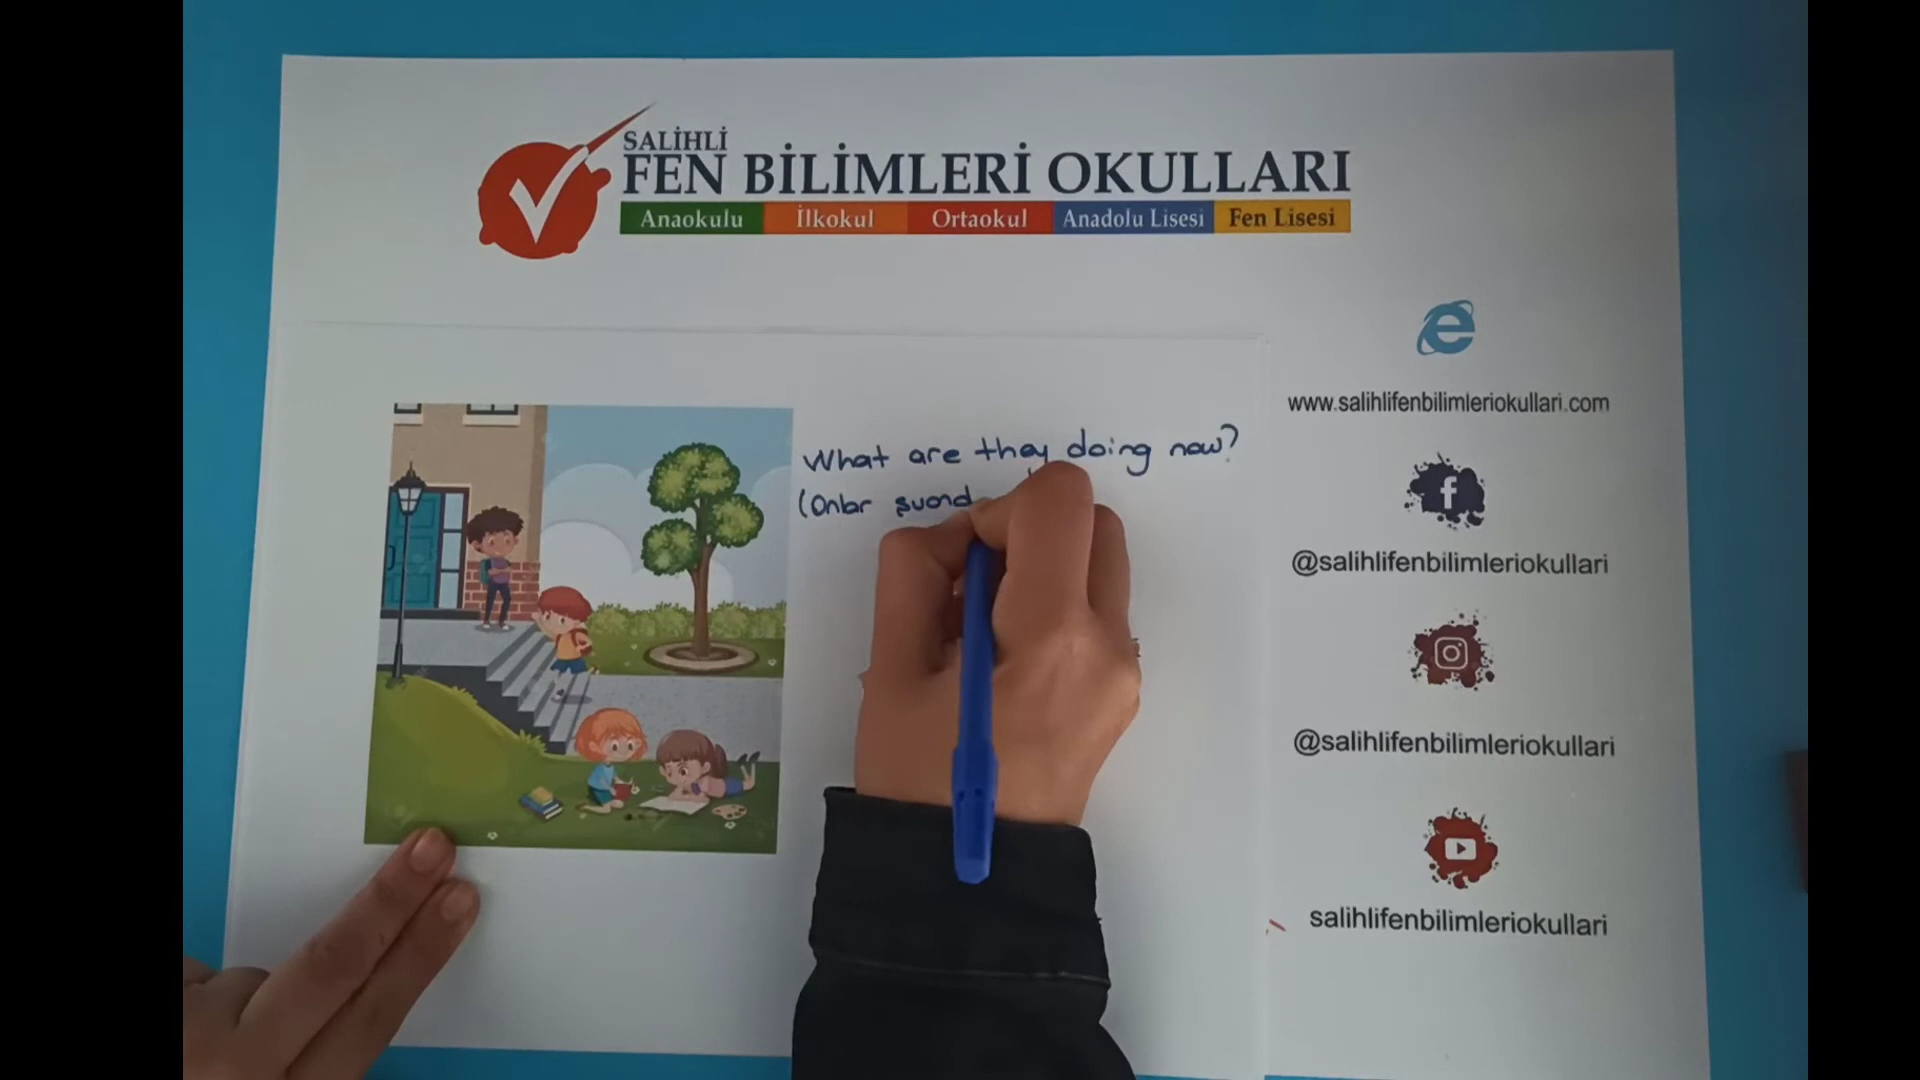 SALİHLİ
FEN BİLİMLERİ OKULLARI
Anaokulu İlkokul Ortaokul Anadolu Lisesi Fen Lisesi
www.salihlifenbilimleriokullari.com
What are they doing now?
(Onlar şuand
@salihlifenbilimleriokullari
@salihlifenbilimleriokullari
salihlifenbilimleriokullari